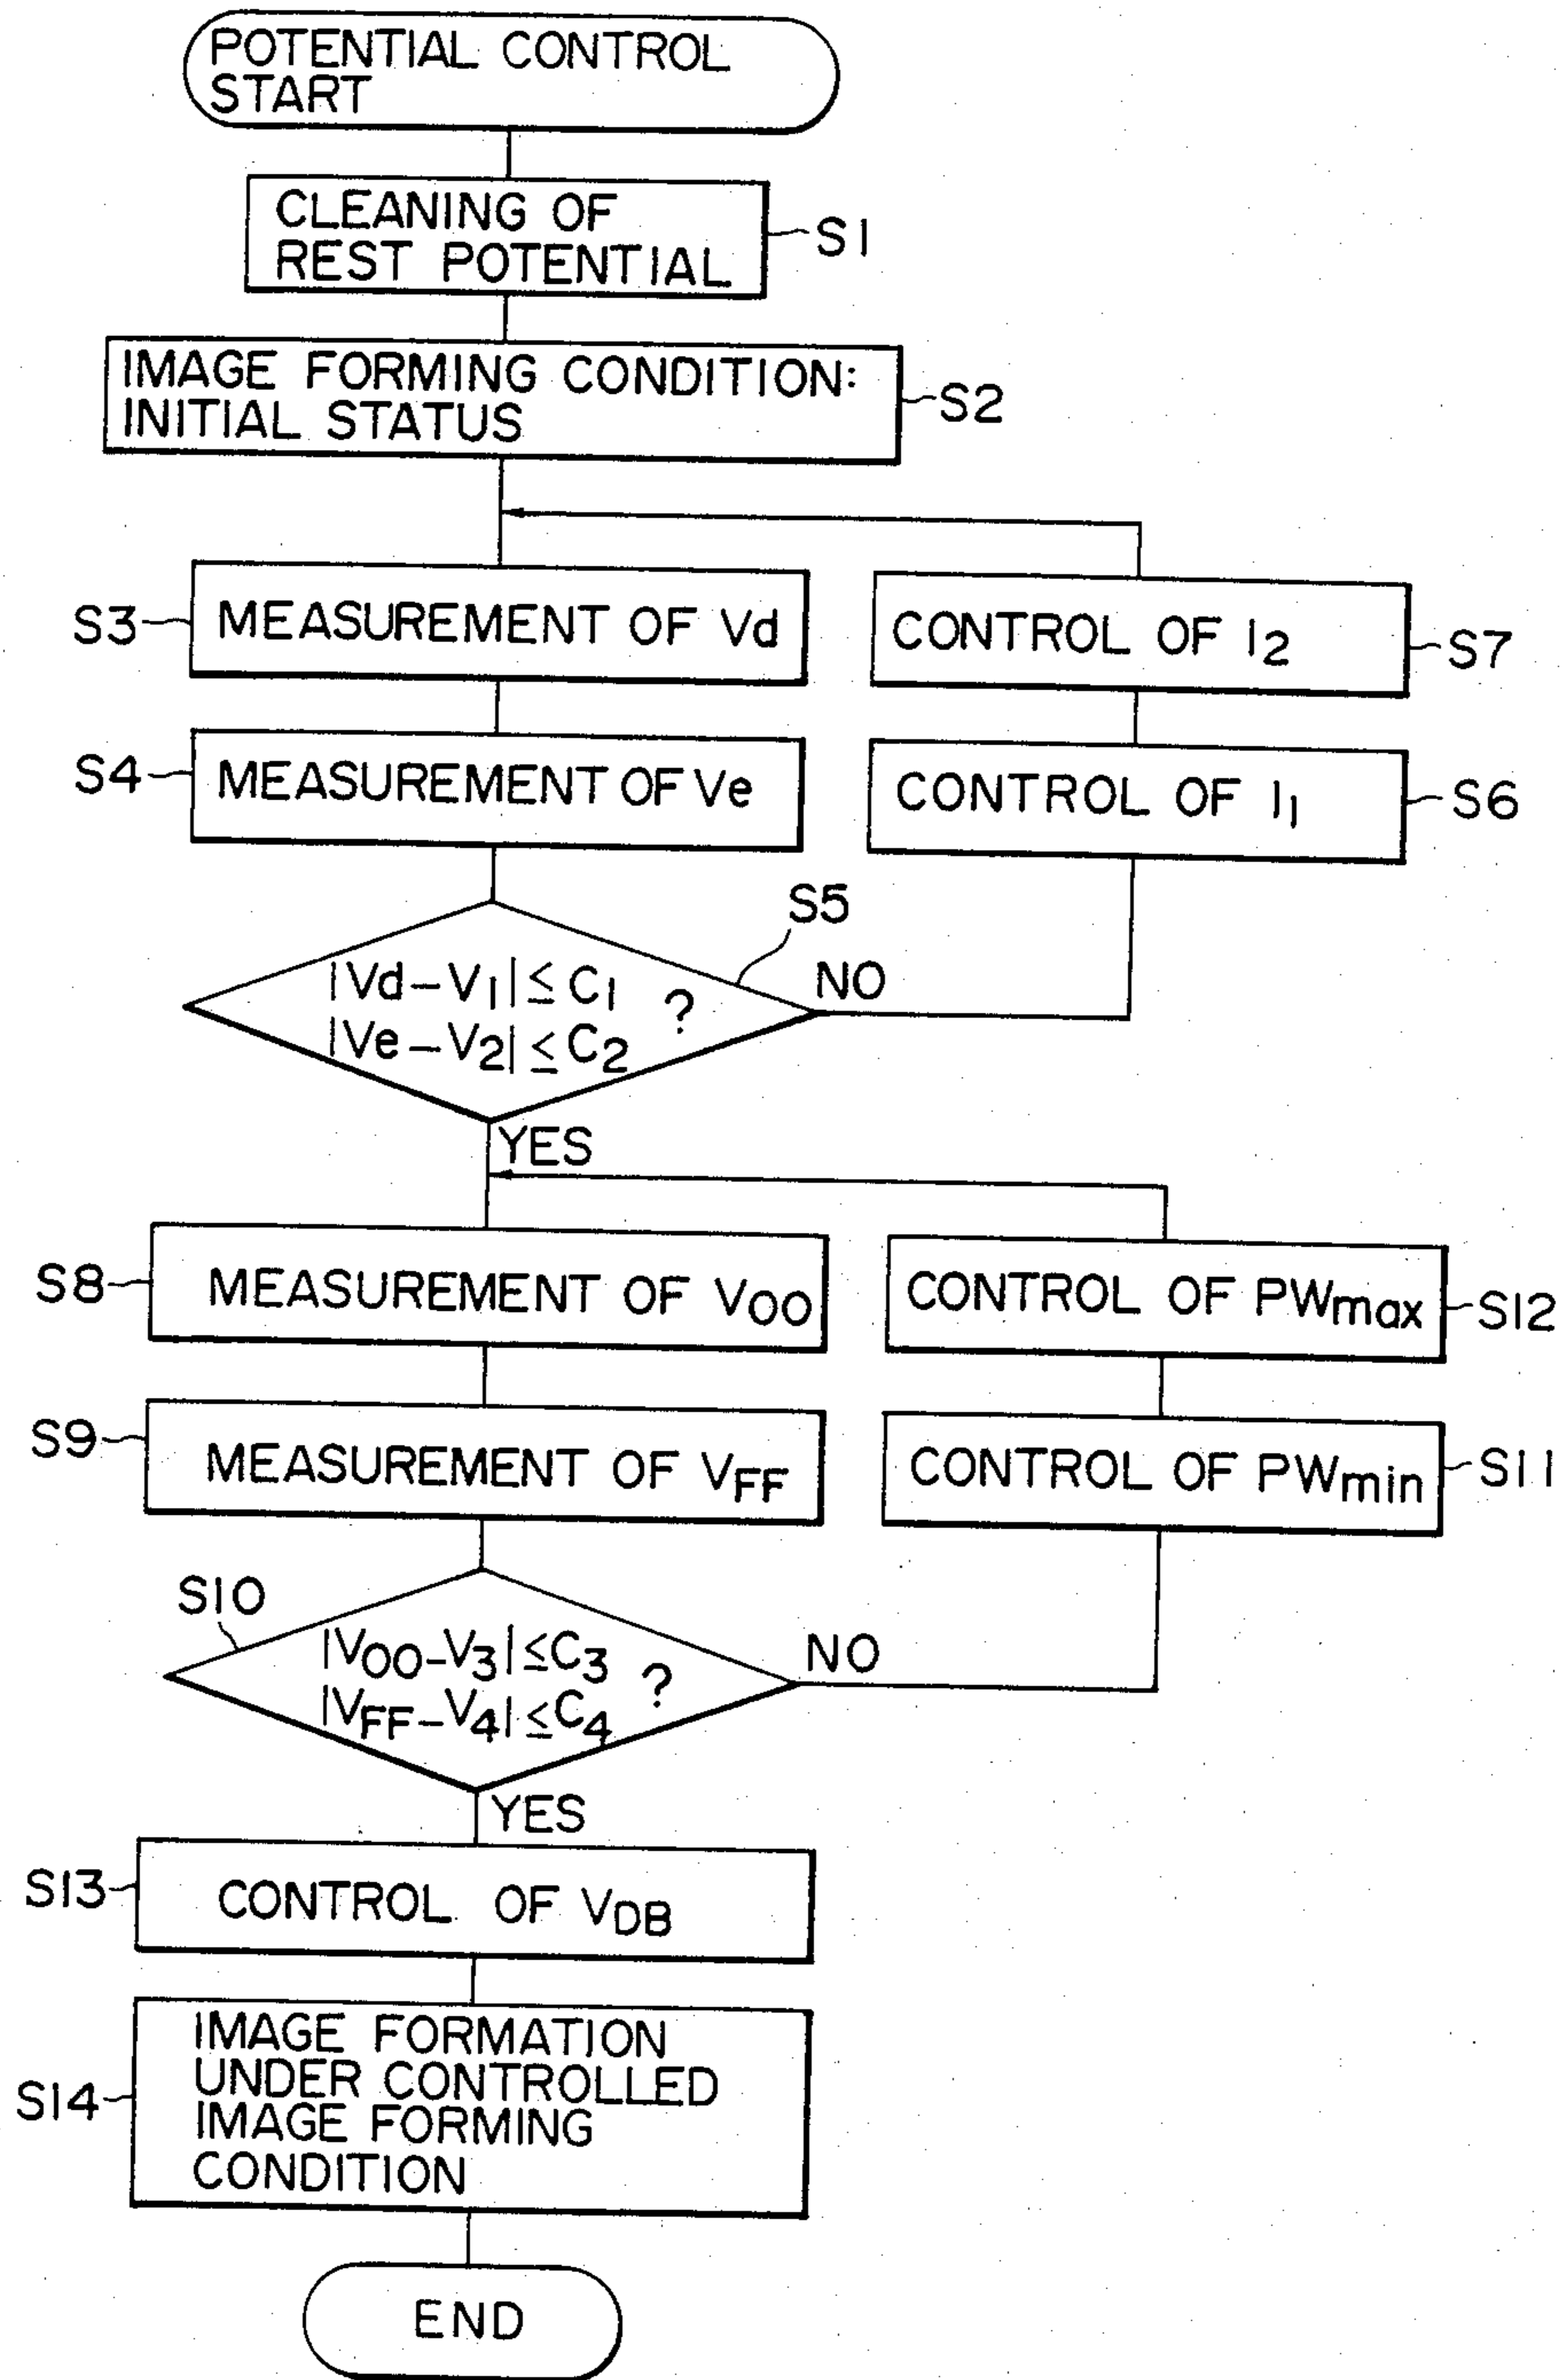 POTENTIAL CONTROL
START
CLEANING OF
REST POTENTIAL
S1
IMAGE FORMING CONDITION:
INITIAL STATUS
S2
S3
MEASUREMENT OF Vd
CONTROL OF I2
S7
S4
MEASUREMENT OF Ve
CONTROL OF I1
S6
S5
|Vd-V1|≤C1
|Ve-V2|≤C2
?
NO
YES
S8
MEASUREMENT OF V00
CONTROL OF PWmax
S12
S9
MEASUREMENT OF VFF
CONTROL OF PWmin
S11
S10
|V00-V3|≤C3
|VFF-V4|≤C4
?
NO
YES
S13
CONTROL OF VDB
S14
IMAGE FORMATION
UNDER CONTROLLED
IMAGE FORMING
CONDITION
END